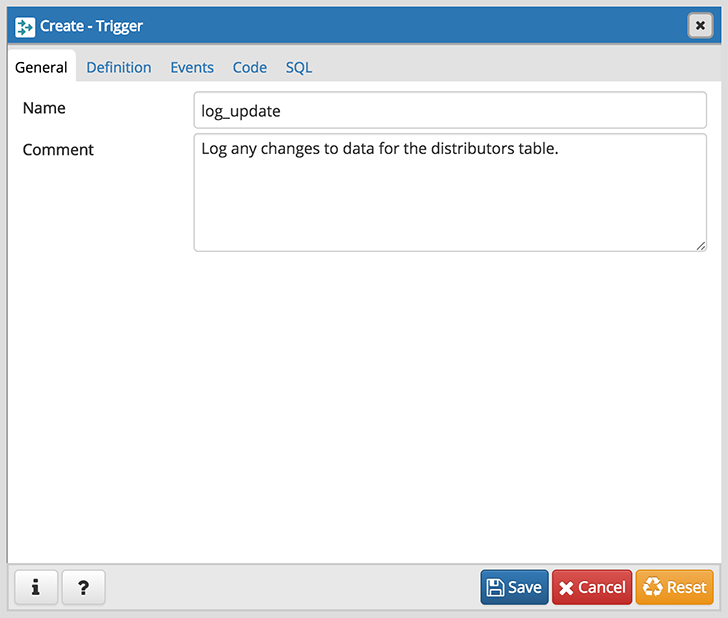 Create - Trigger
General Definition Events Code SQL
Name log_update
Comment Log any changes to data for the distributors table.
i ? Save Cancel Reset